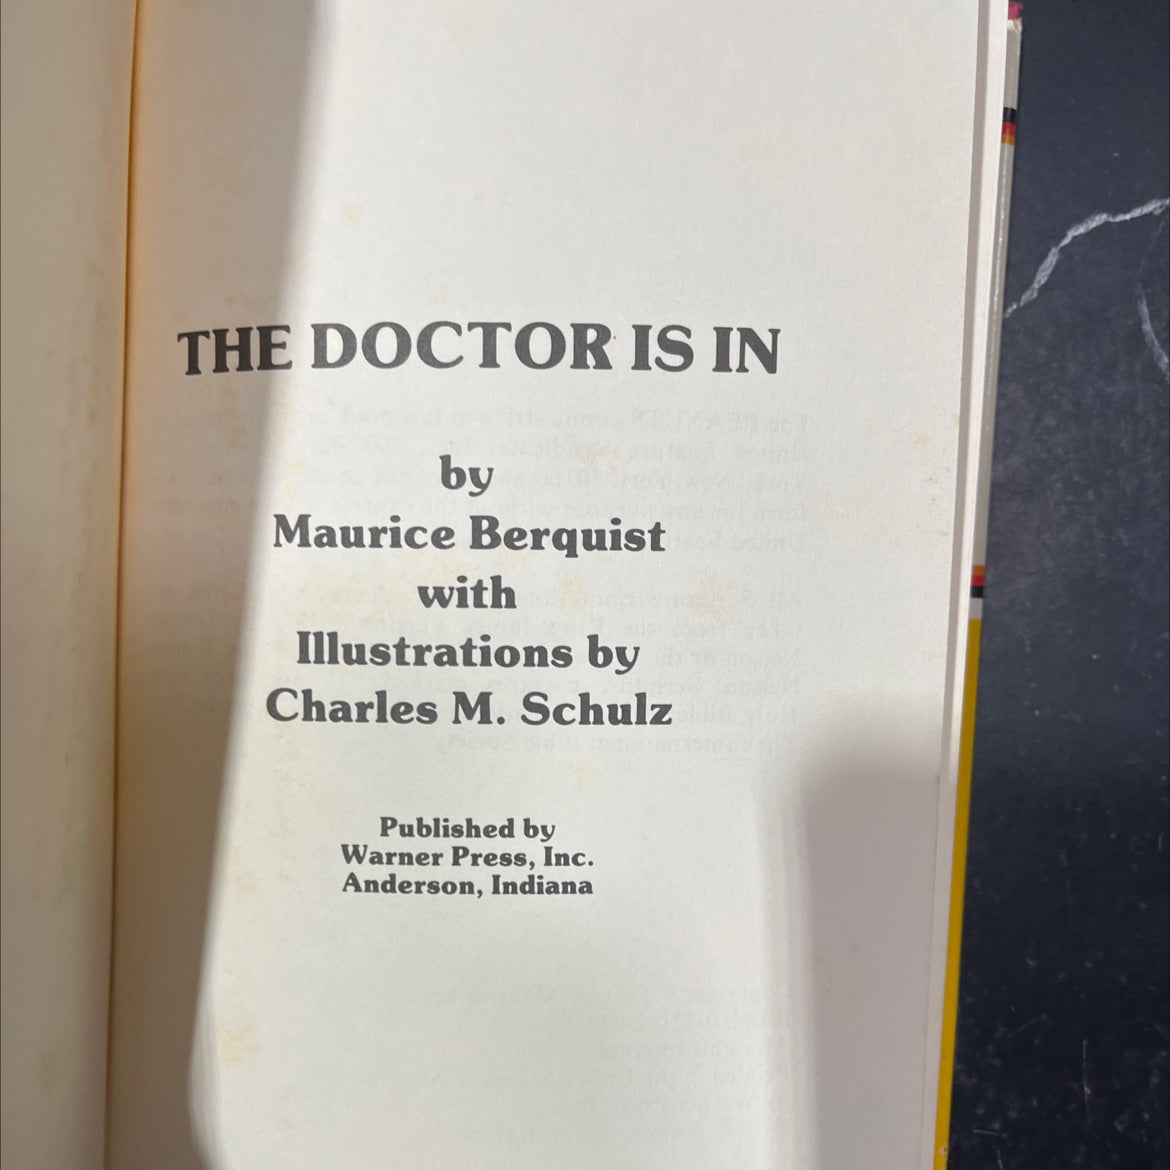 THE DOCTOR IS IN
by
Maurice Berquist
with
Illustrations by
Charles M. Schulz
Published by
Warner Press, Inc.
Anderson, Indiana